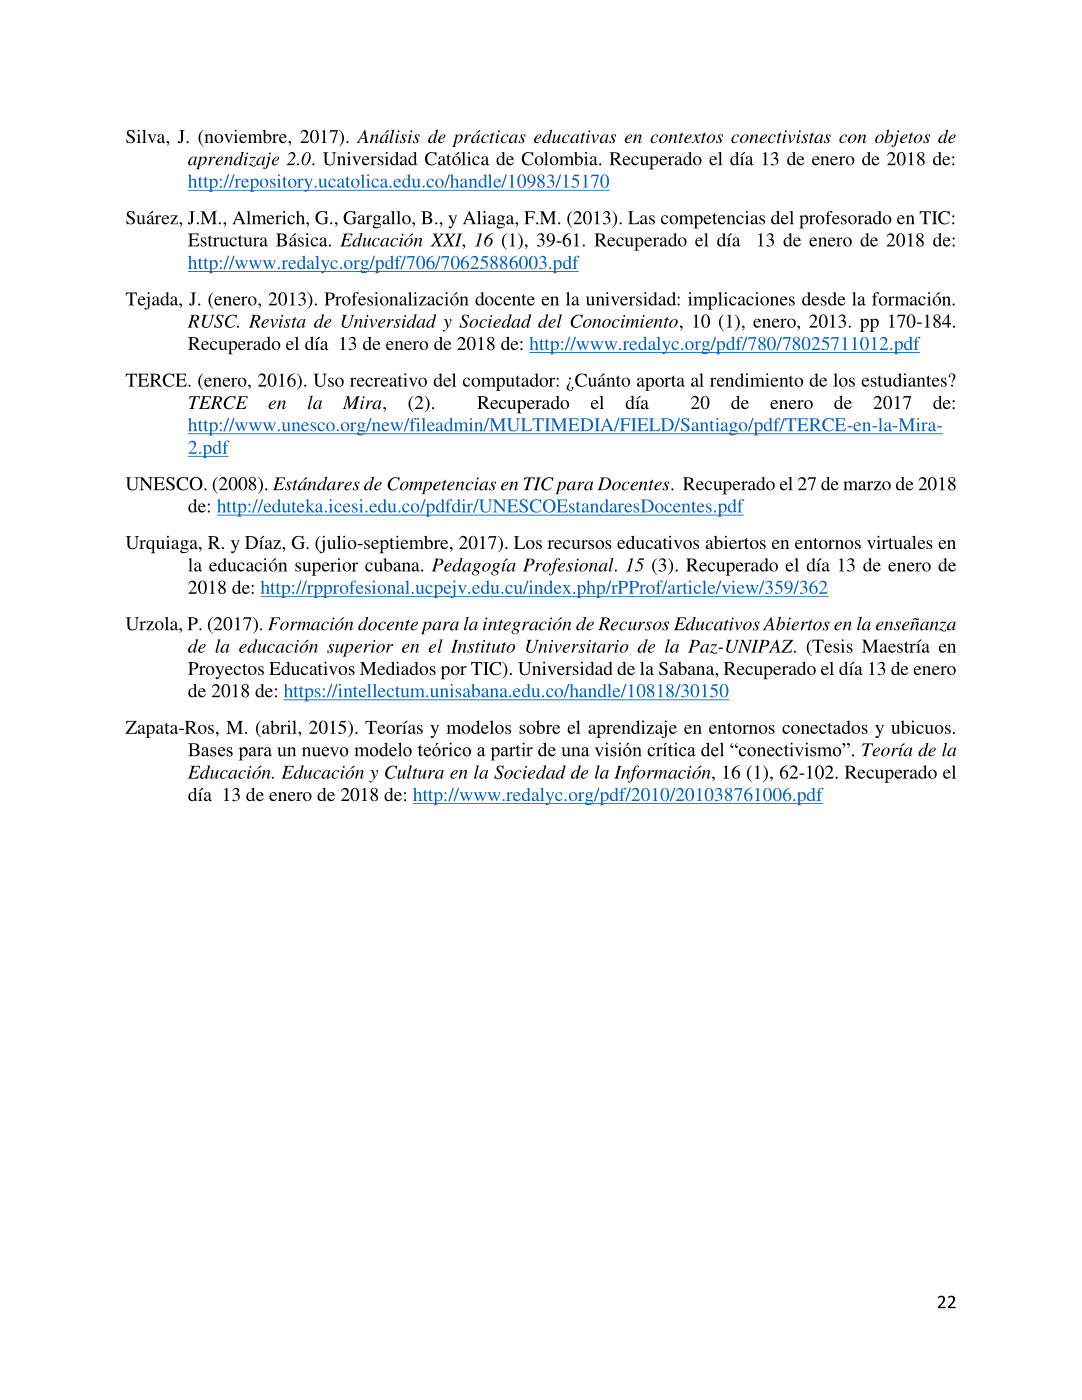 Silva, J. (noviembre, 2017). Análisis de prácticas educativas en contextos conectivistas con objetos de
aprendizaje 2.0. Universidad Católica de Colombia. Recuperado el día 13 de enero de 2018 de:
http://repository.ucatolica.edu.co/handle/10983/15170
Suárez, J.M., Almerich, G., Gargallo, B., y Aliaga, F.M. (2013). Las competencias del profesorado en TIC:
Estructura Básica. Educación XXI, 16 (1), 39-61. Recuperado el día 13 de enero de 2018 de:
http://www.redalyc.org/pdf/706/70625886003.pdf
Tejada, J. (enero, 2013). Profesionalización docente en la universidad: implicaciones desde la formación.
RUSC. Revista de Universidad y Sociedad del Conocimiento, 10 (1), enero, 2013. pp 170-184.
Recuperado el día 13 de enero de 2018 de: http://www.redalyc.org/pdf/780/78025711012.pdf
TERCE. (enero, 2016). Uso recreativo del computador: ¿Cuánto aporta al rendimiento de los estudiantes?
TERCE en la Mira, (2). Recuperado el día 20 de enero de 2017 de:
http://www.unesco.org/new/fileadmin/MULTIMEDIA/FIELD/Santiago/pdf/TERCE-en-la-Mira-
2.pdf
UNESCO. (2008). Estándares de Competencias en TIC para Docentes. Recuperado el 27 de marzo de 2018
de: http://eduteka.icesi.edu.co/pdfdir/UNESCOEstandaresDocentes.pdf
Urquiaga, R. y Díaz, G. (julio-septiembre, 2017). Los recursos educativos abiertos en entornos virtuales en
la educación superior cubana. Pedagogía Profesional. 15 (3). Recuperado el día 13 de enero de
2018 de: http://rpprofesional.ucpejv.edu.cu/index.php/rPProf/article/view/359/362
Urzola, P. (2017). Formación docente para la integración de Recursos Educativos Abiertos en la enseñanza
de la educación superior en el Instituto Universitario de la Paz-UNIPAZ. (Tesis Maestría en
Proyectos Educativos Mediados por TIC). Universidad de la Sabana, Recuperado el día 13 de enero
de 2018 de: https://intellectum.unisabana.edu.co/handle/10818/30150
Zapata-Ros, M. (abril, 2015). Teorías y modelos sobre el aprendizaje en entornos conectados y ubicuos.
Bases para un nuevo modelo teórico a partir de una visión crítica del “conectivismo”. Teoría de la
Educación. Educación y Cultura en la Sociedad de la Información, 16 (1), 62-102. Recuperado el
día 13 de enero de 2018 de: http://www.redalyc.org/pdf/2010/201038761006.pdf
22